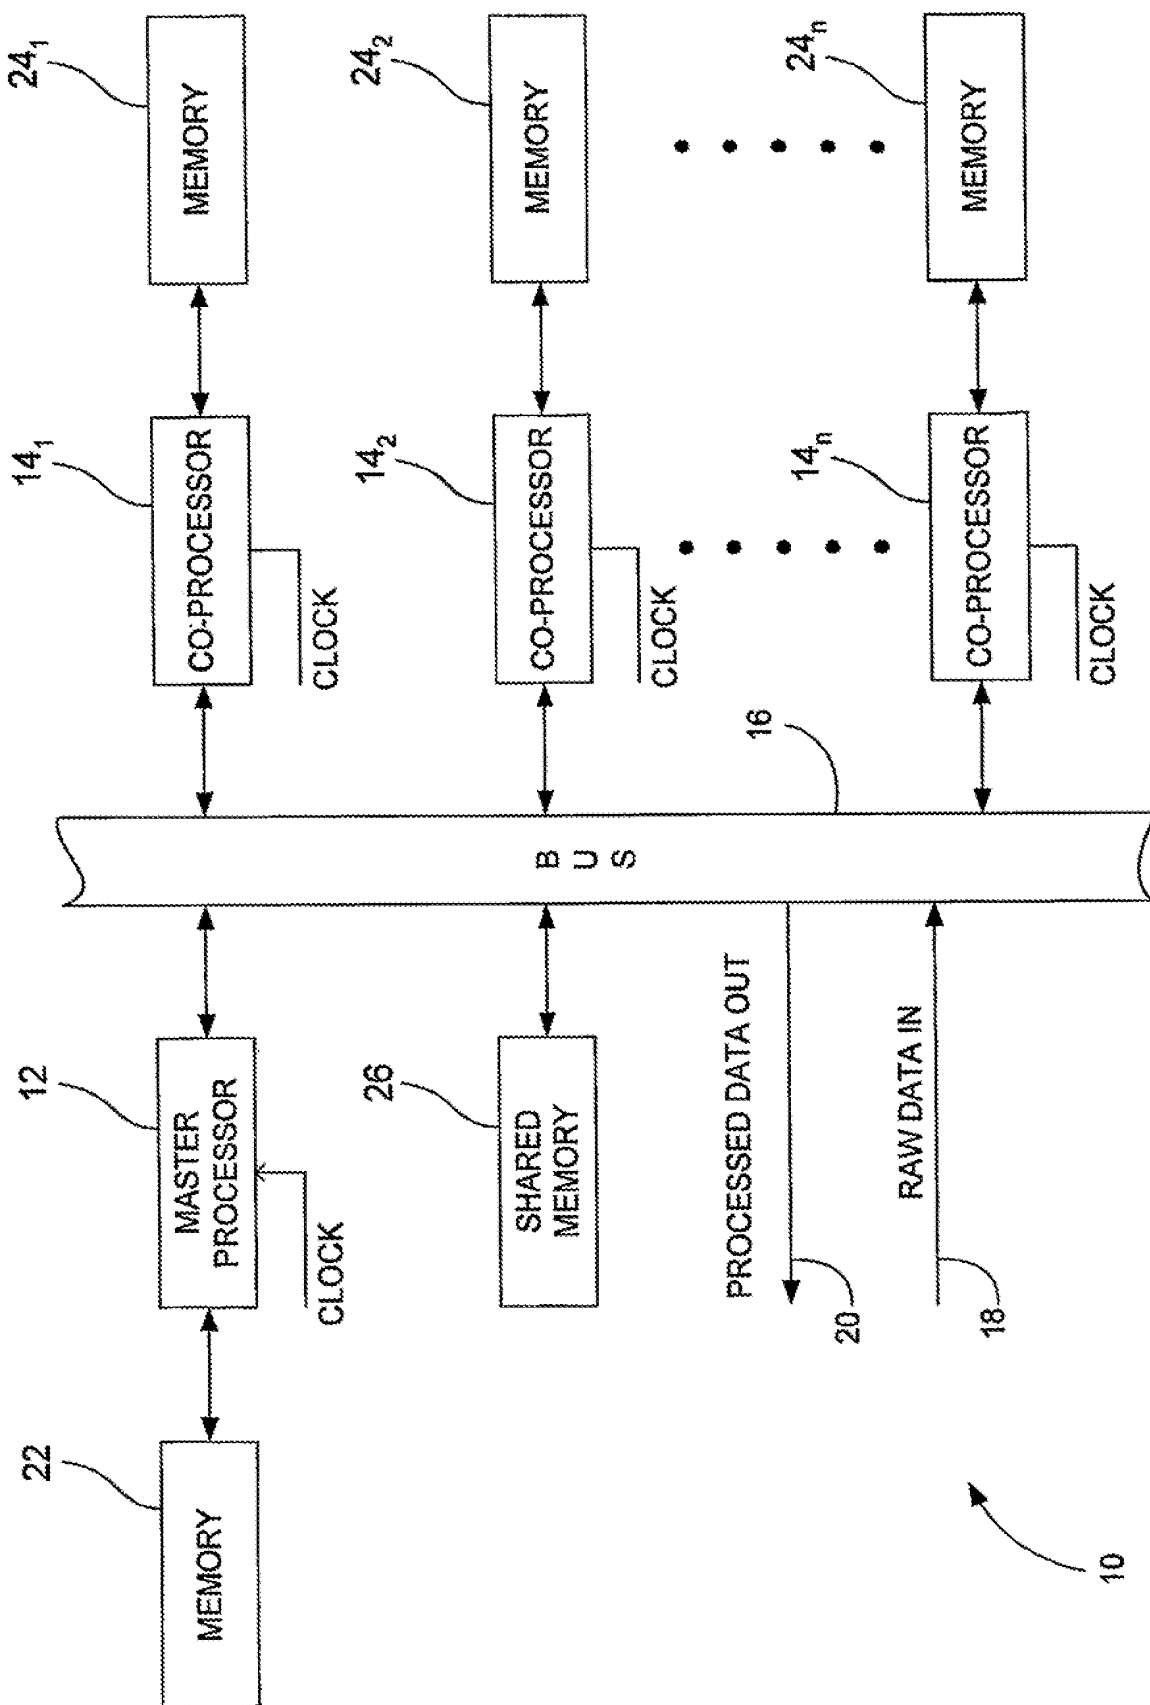 22
MEMORY
12
MASTER
PROCESSOR
CLOCK
26
SHARED
MEMORY
PROCESSED DATA OUT
20
RAW DATA IN
18
10
B
U
S
16
14₁
CO-PROCESSOR
CLOCK
14₂
CO-PROCESSOR
CLOCK
14ₙ
CO-PROCESSOR
CLOCK
24₁
MEMORY
24₂
MEMORY
24ₙ
MEMORY